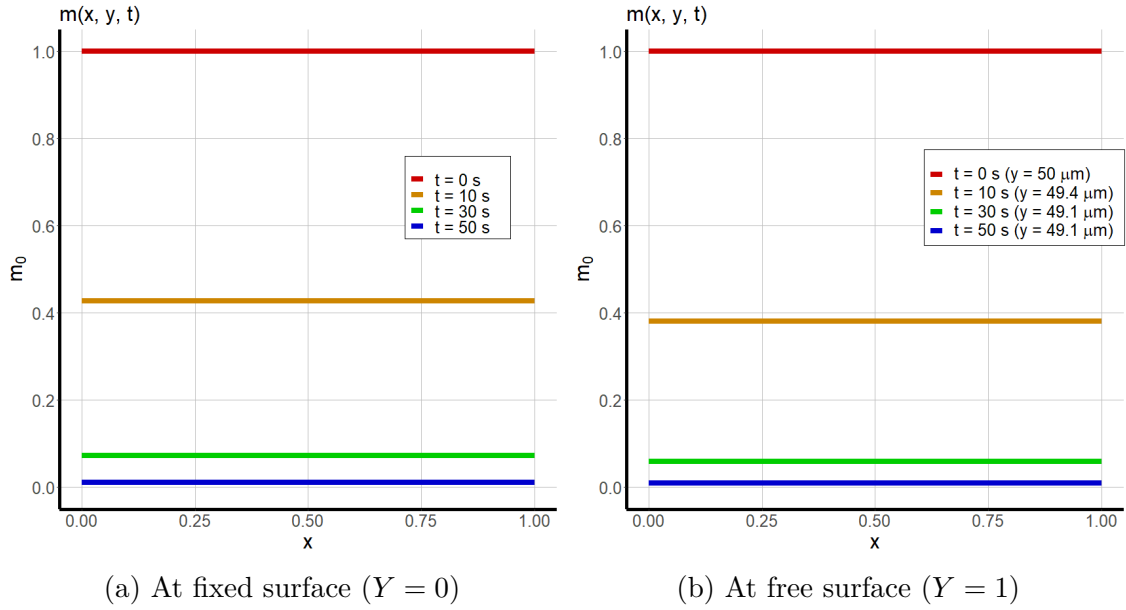 m(x, y, t)
1.0
0.8
0.6
0.4
0.2
0.0
m₀
t = 0 s
t = 10 s
t = 30 s
t = 50 s
0.00 0.25 0.50 0.75 1.00
x
(a) At fixed surface (Y = 0)
m(x, y, t)
1.0
0.8
0.6
0.4
0.2
0.0
m₀
t = 0 s (y = 50 μm)
t = 10 s (y = 49.4 μm)
t = 30 s (y = 49.1 μm)
t = 50 s (y = 49.1 μm)
0.00 0.25 0.50 0.75 1.00
x
(b) At free surface (Y = 1)